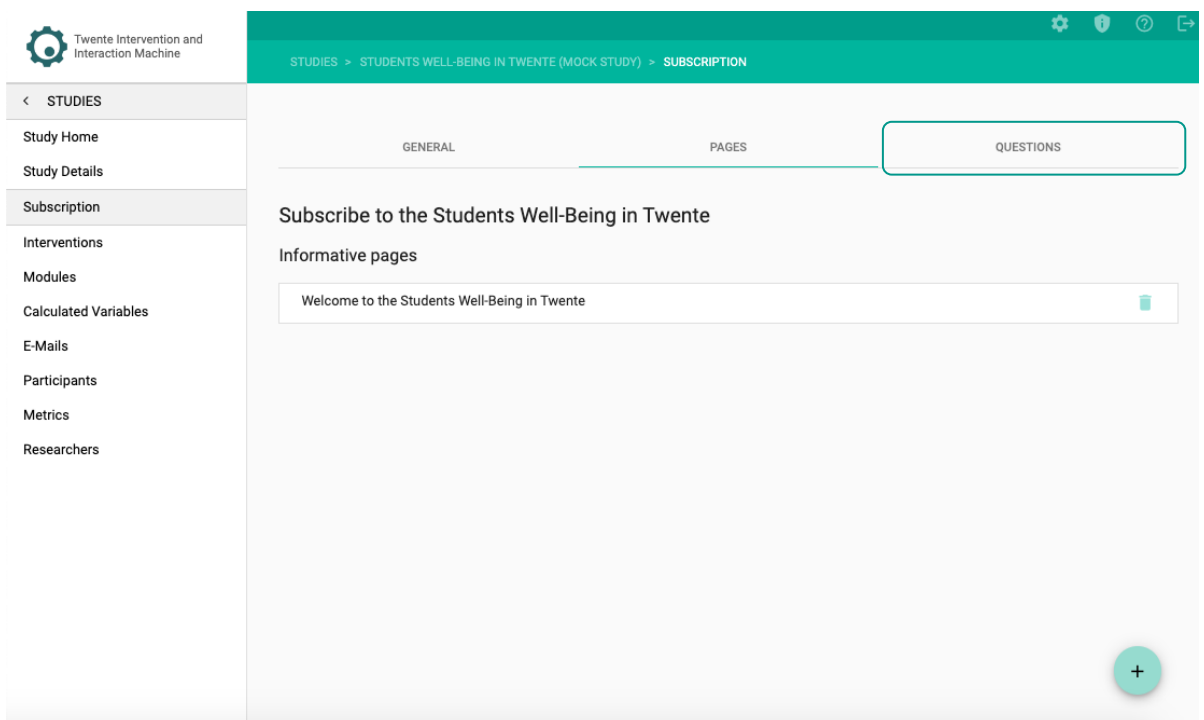 Twente Intervention and
Interaction Machine
STUDIES > STUDENTS WELL-BEING IN TWENTE (MOCK STUDY) > SUBSCRIPTION
< STUDIES
Study Home
Study Details
Subscription
Interventions
Modules
Calculated Variables
E-Mails
Participants
Metrics
Researchers
GENERAL
PAGES
QUESTIONS
Subscribe to the Students Well-Being in Twente
Informative pages
Welcome to the Students Well-Being in Twente
+